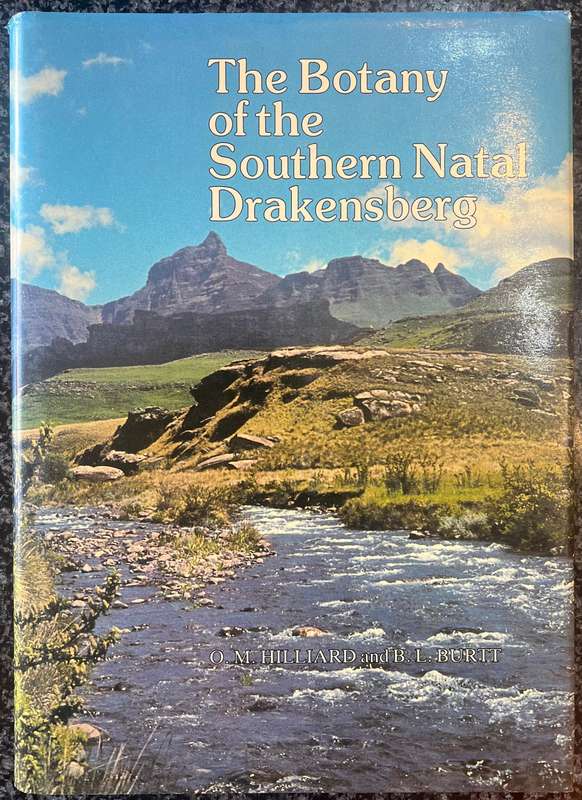 The Botany
of the
Southern Natal
Drakensberg
O. M. HILLIARD and B. L. BURTT